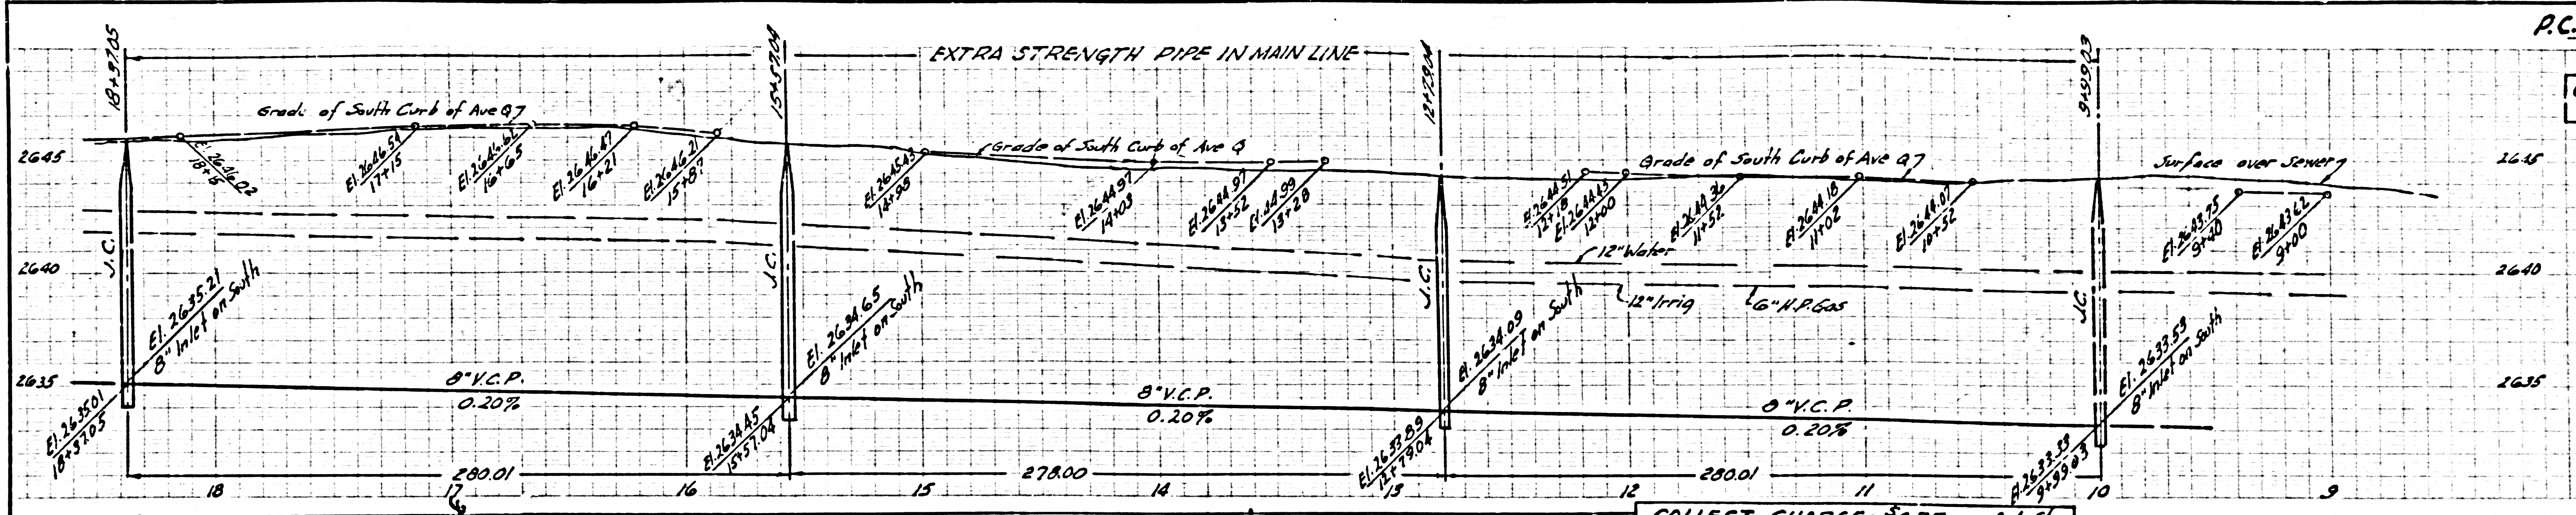 P.C.
18+37.05
EXTRA STRENGTH PIPE IN MAIN LINE
15+57.04
12+79.04
9+99.03
Grade of South Curb of Ave Q
Grade of South Curb of Ave Q
Grade of South Curb of Ave Q
Surface over Sewer
2645
2645
El. 2646.02
18+15
El. 2646.54
17+15
El. 2646.62
16+65
El. 2646.47
16+21
El. 2646.21
El. 2645.43
14+98
El. 2644.97
14+03
El. 2644.97
13+52
El. 44.99
13+28
El. 2644.51
12+18
El. 2644.43
12+00
El. 2644.36
11+52
El. 2644.18
11+02
El. 2644.07
10+52
El. 2643.75
9+40
El. 2643.62
9+00
J.C.
J.C.
J.C.
J.C.
12" Water
12" Irrig
6" H.P. Gas
2640
2640
El. 2635.21
8" Inlet on South
El. 2634.65
8" Inlet on South
El. 2634.09
8" Inlet on South
El. 2633.53
8" Inlet on South
2635
2635
8" V.C.P.
0.20%
8" V.C.P.
0.20%
8" V.C.P.
0.20%
El. 2635.01
18+37.05
El. 2634.45
15+57.04
El. 2633.89
12+79.04
El. 2633.33
9+99.03
280.01
278.00
280.01
18 17 16 15 14 13 12 11 10 9